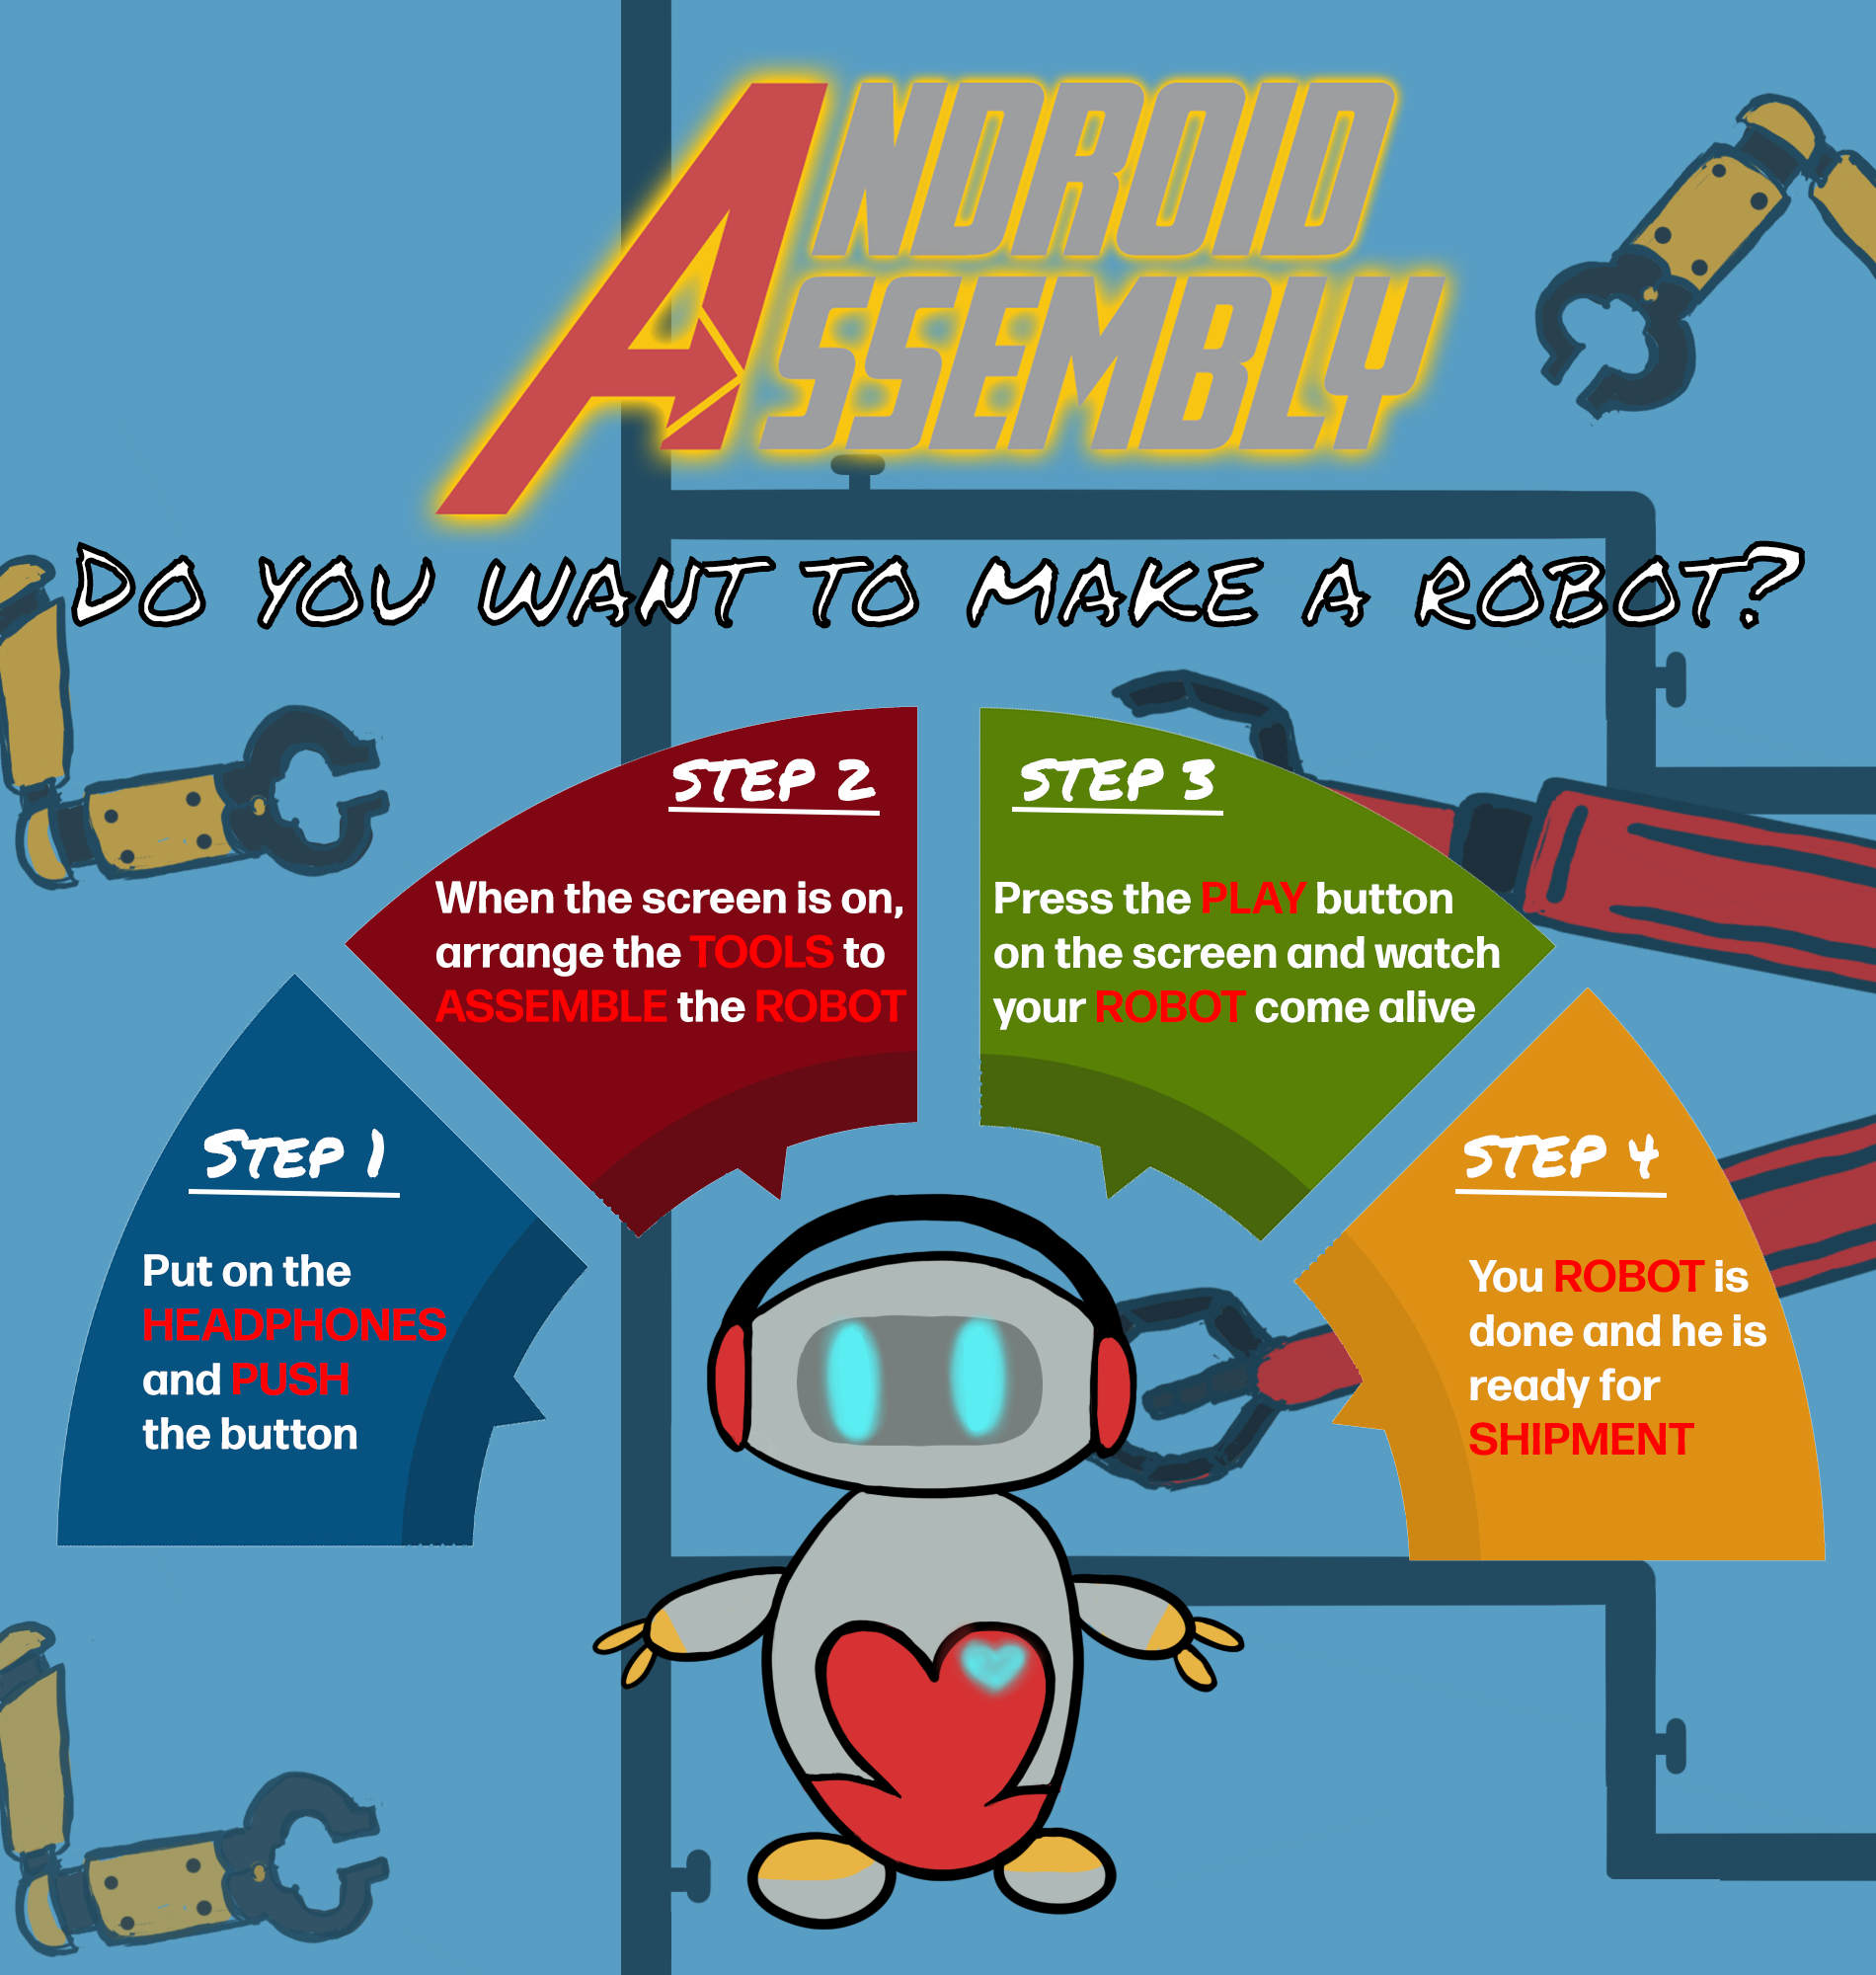 ANDROID
ASSEMBLY
DO YOU WANT TO MAKE A ROBOT?
STEP 1
Put on the
HEADPHONES
and PUSH
the button
STEP 2
When the screen is on,
arrange the TOOLS to
ASSEMBLE the ROBOT
STEP 3
Press the PLAY button
on the screen and watch
your ROBOT come alive
STEP 4
You ROBOT is
done and he is
ready for
SHIPMENT